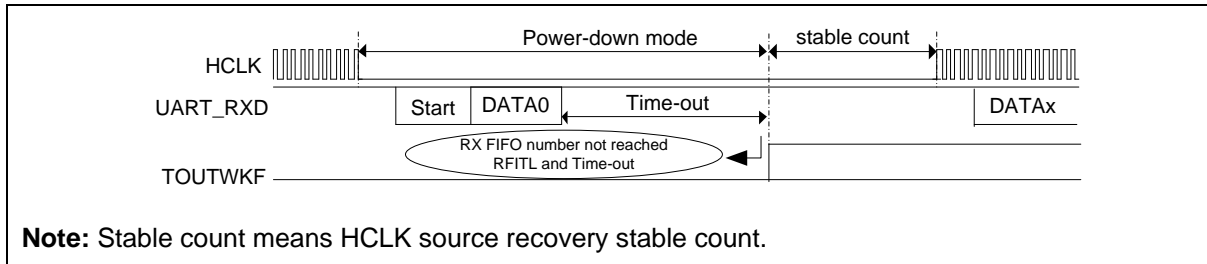 Power-down mode stable count
HCLK
UART_RXD Start DATA0 Time-out DATAx
RX FIFO number not reached
RFITL and Time-out
TOUTWKF
Note: Stable count means HCLK source recovery stable count.